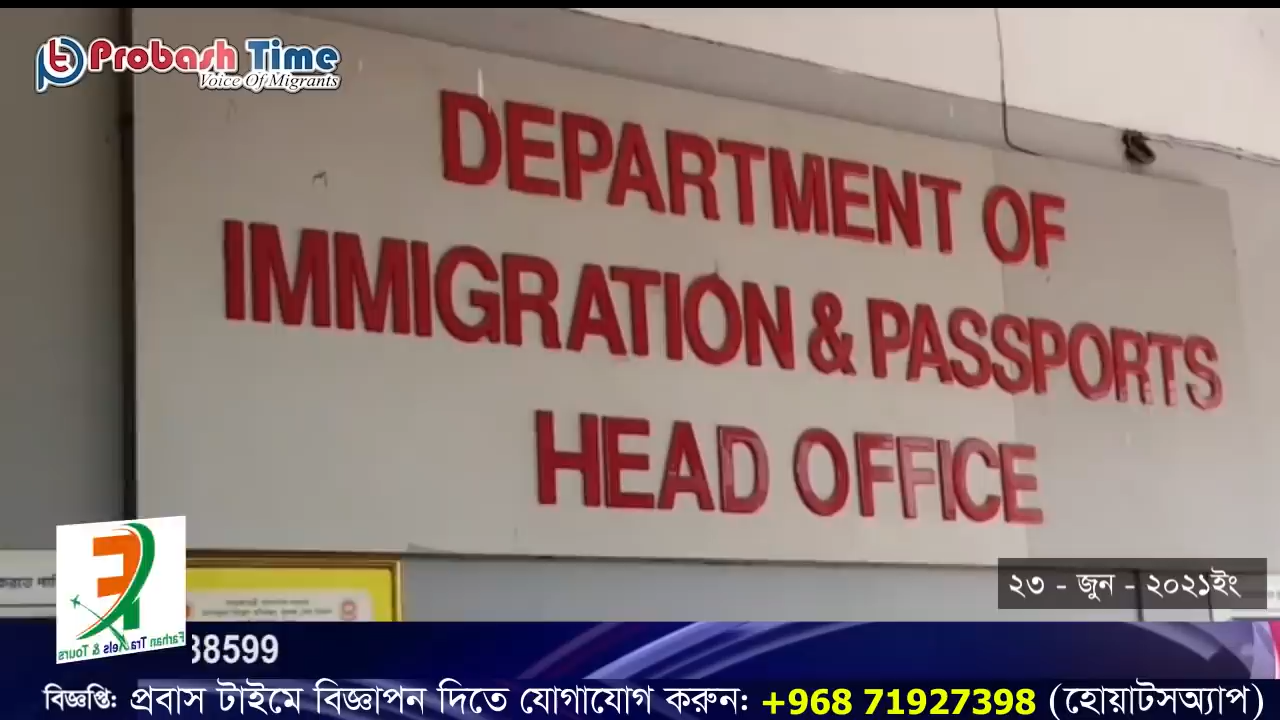 Probash Time
Voice Of Migrants
DEPARTMENT OF
IMMIGRATION & PASSPORTS
HEAD OFFICE
২৩ - জুন - ২০২১ইং
Farhan Travels & Tours
38599
বিজ্ঞপ্তি: প্রবাস টাইমে বিজ্ঞাপন দিতে যোগাযোগ করুন: +968 71927398 (হোয়াটসঅ্যাপ)